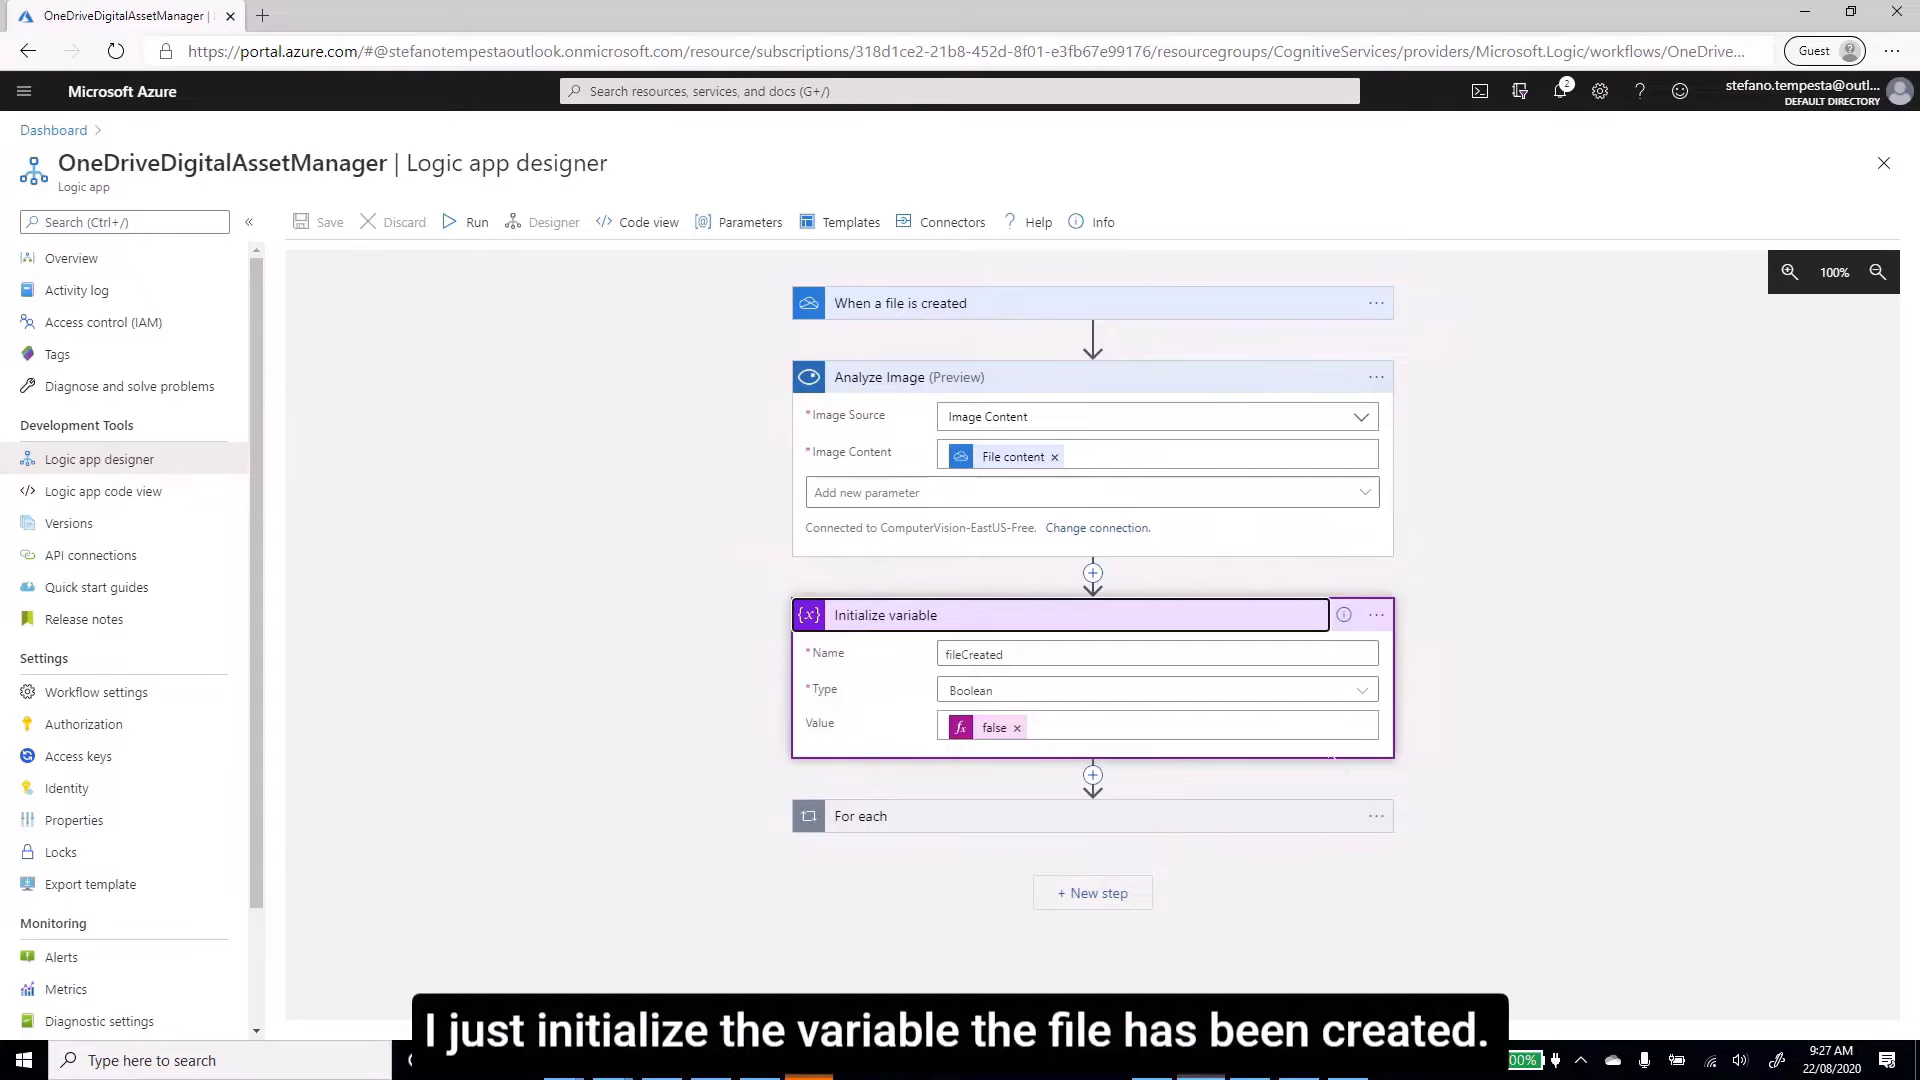 OneDriveDigitalAssetManager |
https://portal.azure.com/#@stefanotempestaoutlook.onmicrosoft.com/resource/subscriptions/318d1ce2-21b8-452d-8f01-e3fb67e99176/resourcegroups/CognitiveServices/providers/Microsoft.Logic/workflows/OneDrive...
Guest
Microsoft Azure
Search resources, services, and docs (G+/)
2
stefano.tempesta@outl...
DEFAULT DIRECTORY
Dashboard
OneDriveDigitalAssetManager | Logic app designer
Logic app
Search (Ctrl+/)
Save
Discard
Run
Designer
Code view
Parameters
Templates
Connectors
Help
Info
Overview
Activity log
Access control (IAM)
Tags
Diagnose and solve problems
Development Tools
Logic app designer
Logic app code view
Versions
API connections
Quick start guides
Release notes
Settings
Workflow settings
Authorization
Access keys
Identity
Properties
Locks
Export template
Monitoring
Alerts
Metrics
Diagnostic settings
100%
When a file is created
Analyze Image (Preview)
* Image Source
Image Content
* Image Content
File content
Add new parameter
Connected to ComputerVision-EastUS-Free. Change connection.
{x} Initialize variable
* Name
fileCreated
* Type
Boolean
Value
fx false
For each
+ New step
I just initialize the variable the file has been created.
Type here to search
9:27 AM
22/08/2020